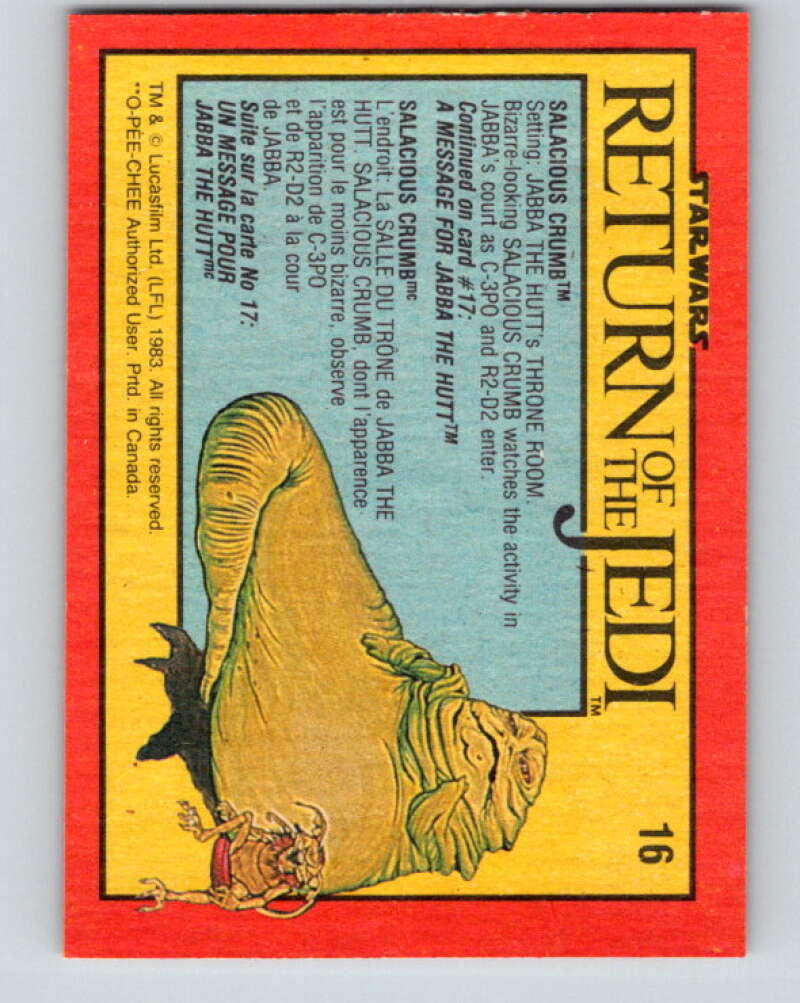 STAR WARS
RETURN OF THE JEDI™
16
SALACIOUS CRUMB™
Setting: JABBA THE HUTT's THRONE ROOM.
Bizarre-looking SALACIOUS CRUMB watches the activity in
JABBA's court as C-3PO and R2-D2 enter.
Continued on card #17:
A MESSAGE FOR JABBA THE HUTT™
SALACIOUS CRUMBmc
L'endroit: La SALLE DU TRÔNE de JABBA THE
HUTT. SALACIOUS CRUMB, dont l'apparence
est pour le moins bizarre, observe
l'apparition de C-3PO
et de R2-D2 à la cour
de JABBA.
Suite sur la carte No 17:
UN MESSAGE POUR
JABBA THE HUTTmc
TM & © Lucasfilm Ltd. (LFL) 1983. All rights reserved.
**O-PEE-CHEE Authorized User. Prtd. in Canada.